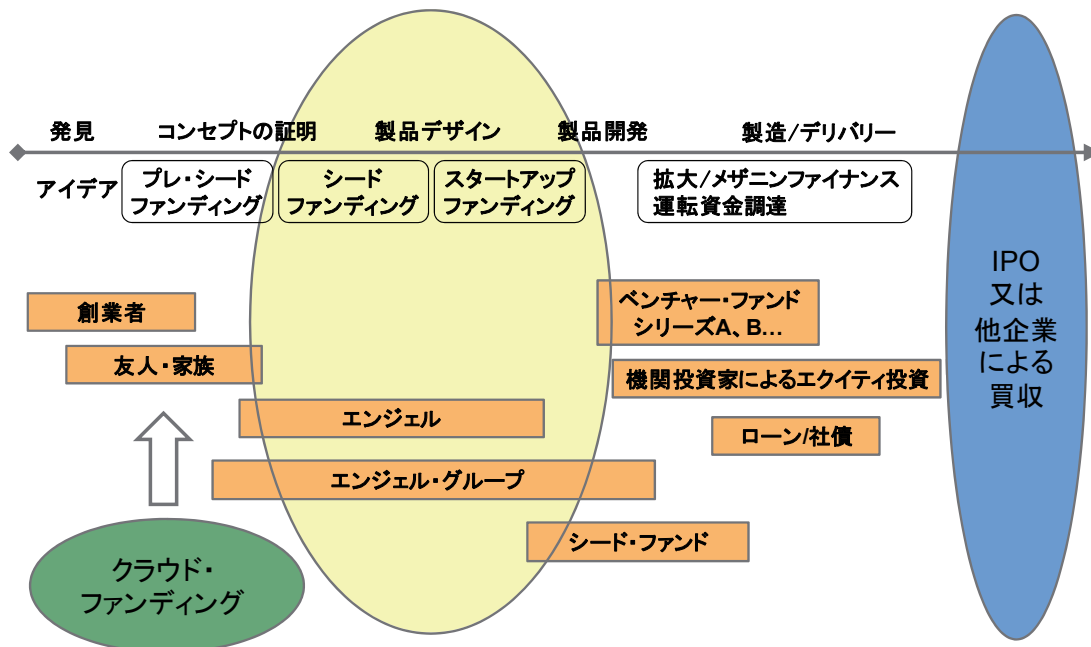 発見
コンセプトの証明
製品デザイン
製品開発
製造/デリバリー
アイデア
プレ・シード
ファンディング
シード
ファンディング
スタートアップ
ファンディング
拡大/メザニンファイナンス
運転資金調達
創業者
友人・家族
エンジェル
エンジェル・グループ
シード・ファンド
ベンチャー・ファンド
シリーズA、B…
機関投資家によるエクイティ投資
ローン/社債
IPO
又は
他企業
による
買収
クラウド・
ファンディング